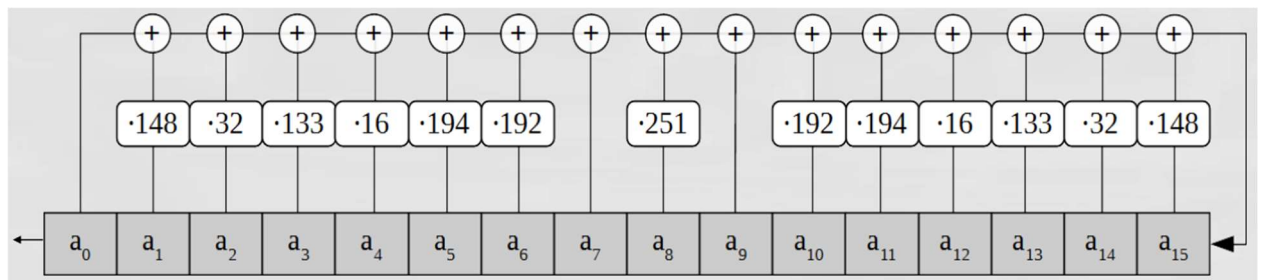 + + + + + + + + + + + + + + +
·148 ·32 ·133 ·16 ·194 ·192 ·251 ·192 ·194 ·16 ·133 ·32 ·148
a₀ a₁ a₂ a₃ a₄ a₅ a₆ a₇ a₈ a₉ a₁₀ a₁₁ a₁₂ a₁₃ a₁₄ a₁₅